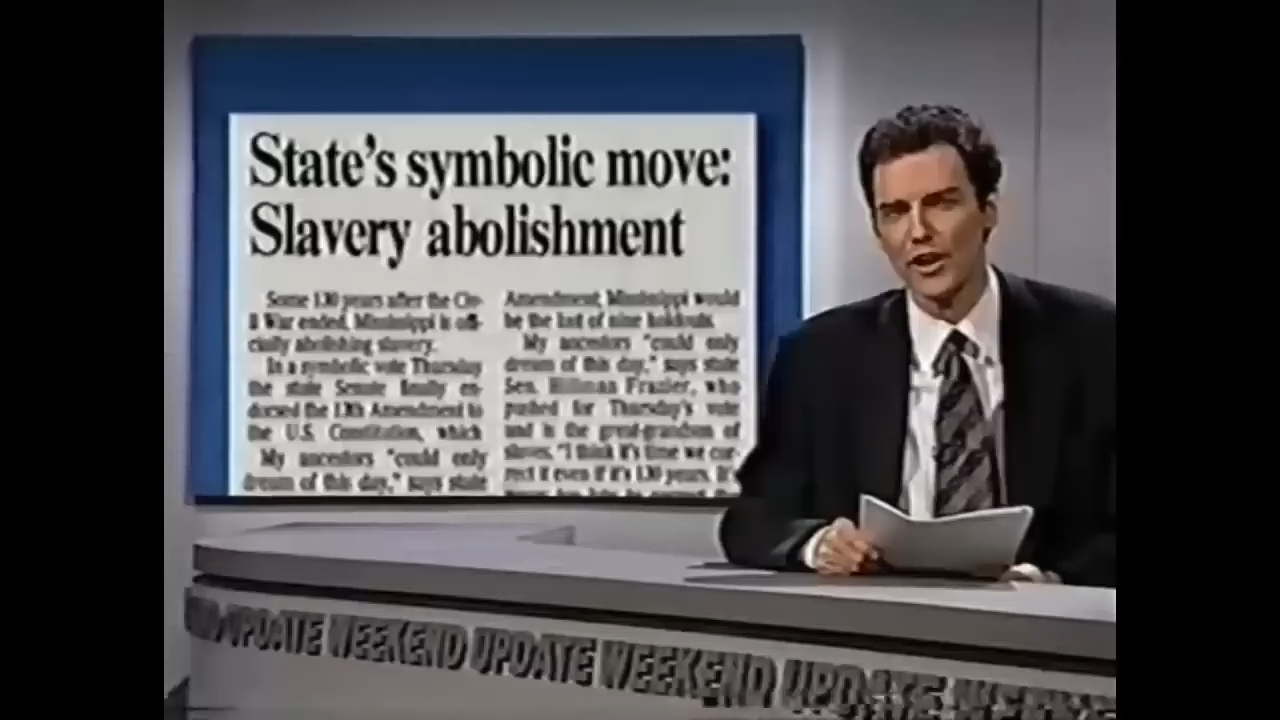 State's symbolic move:
Slavery abolishment
Some 130 years after the Civ-
il War ended, Mississippi is offi-
cially abolishing slavery.
In a symbolic vote Thursday
the state Senate finally en-
dorsed the 13th Amendment to
the U.S. Constitution, which
My ancestors "could only
dream of this day," says state
Amendment, Mississippi would
be the last of nine holdouts.
My ancestors "could only
dream of this day," says state
Sen. Hillman Frazier, who
pushed for Thursday's vote
and is the great-grandson of
slaves. "I think it's time we cor-
rect it even if it's 130 years. It's
UPDATE WEEKEND UPDATE WEEKEND UPDATE